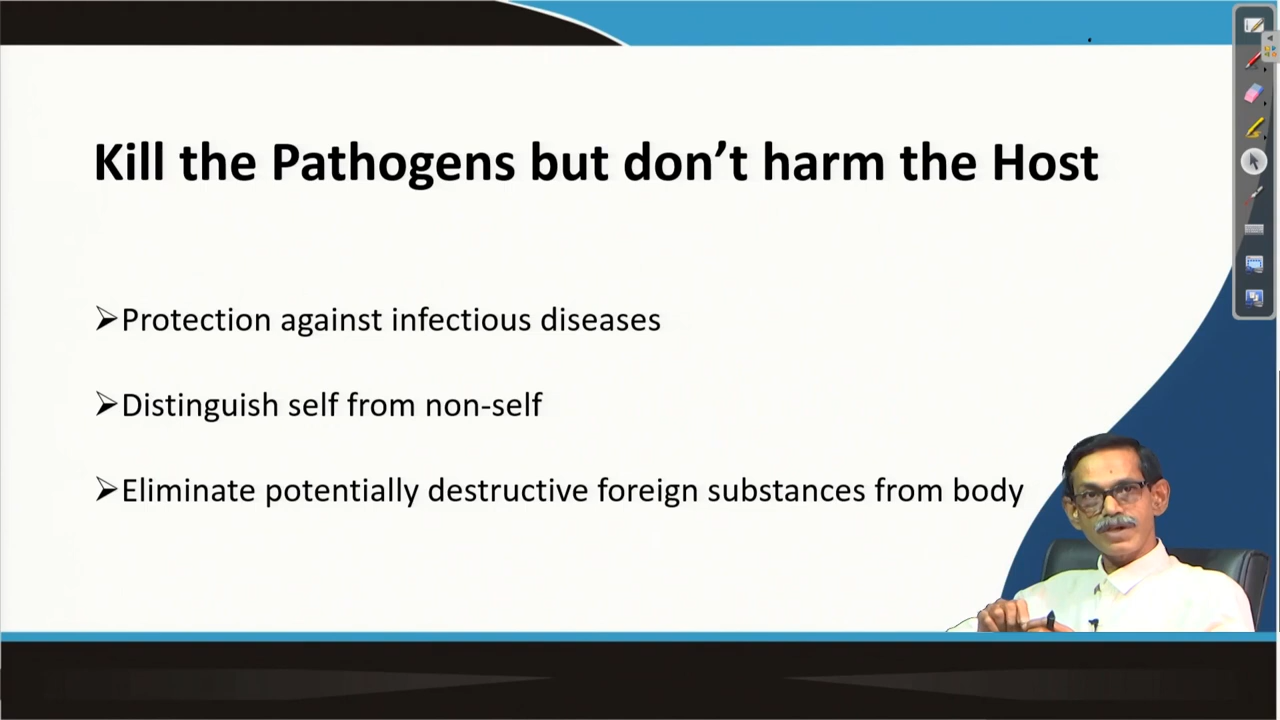 Kill the Pathogens but don’t harm the Host
➢Protection against infectious diseases
➢Distinguish self from non-self
➢Eliminate potentially destructive foreign substances from body